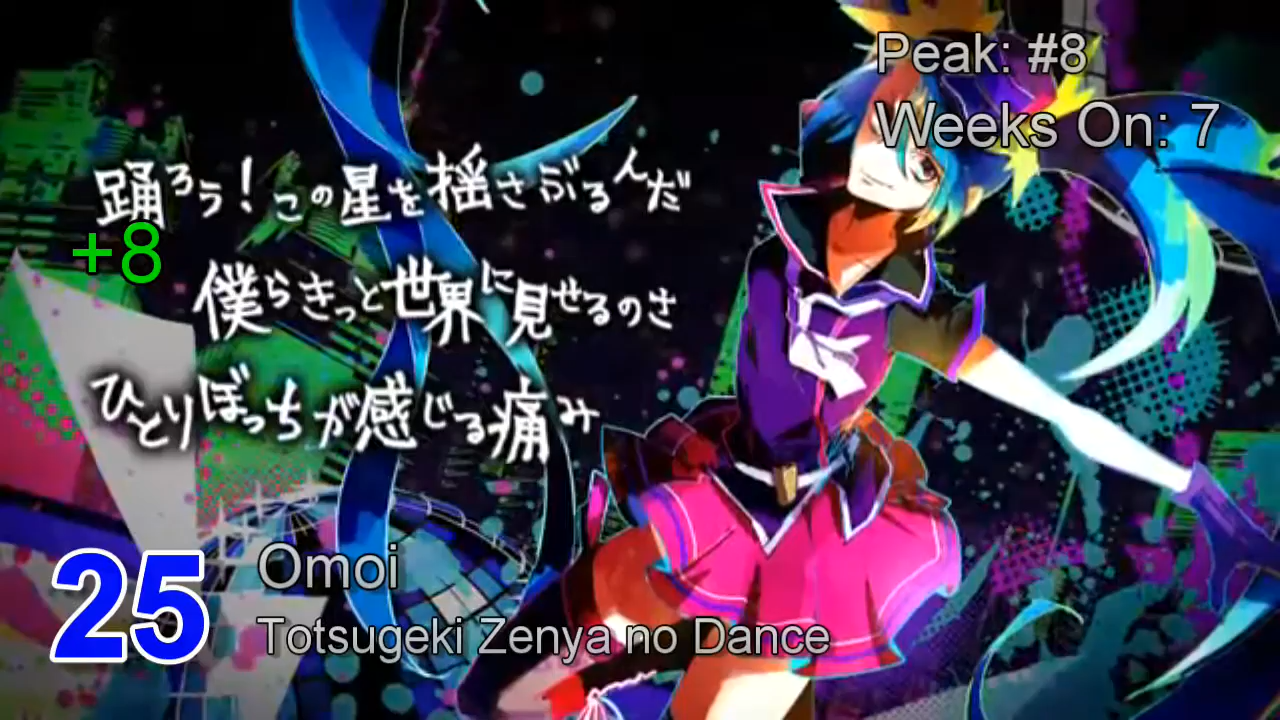 Peak: #8
Weeks On: 7
踊ろう！この星を揺さぶるんだ
+8
僕らきっと世界に見せるのさ
ひとりぼっちが感じる痛み
25
Omoi
Totsugeki Zenya no Dance